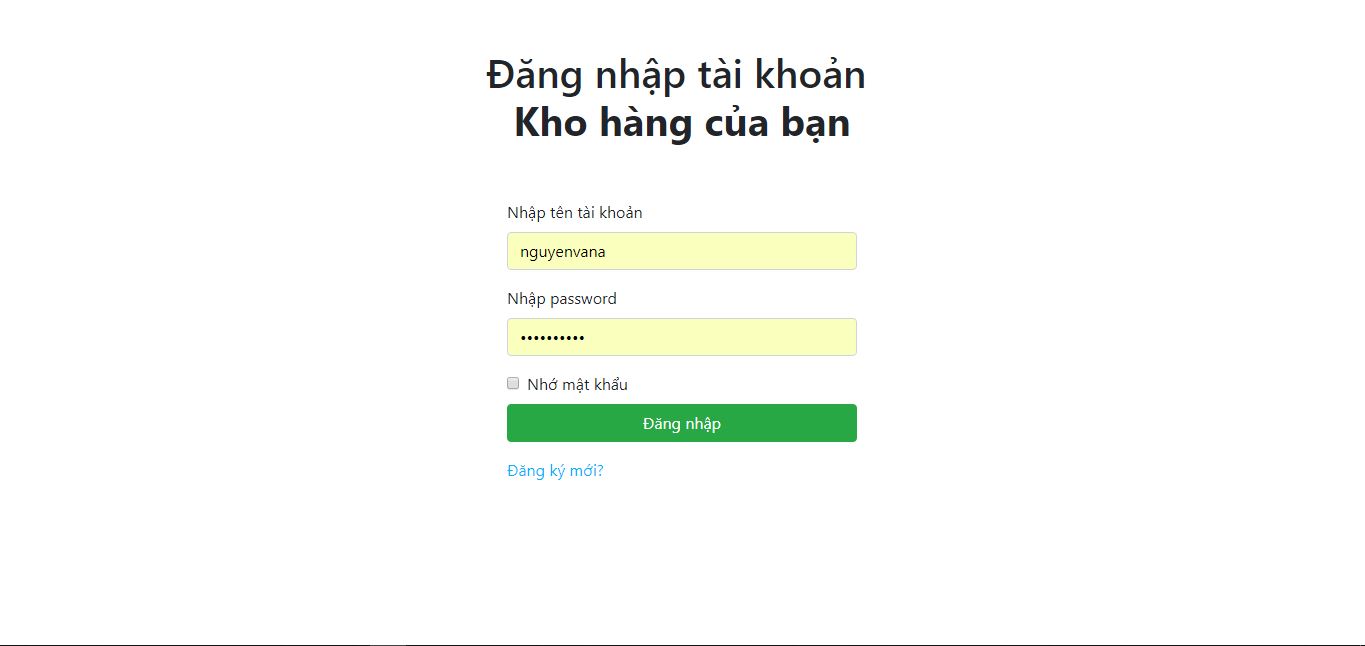 Đăng nhập tài khoản
Kho hàng của bạn
Nhập tên tài khoản
nguyenvana
Nhập password
••••••••••
Nhớ mật khẩu
Đăng nhập
Đăng ký mới?